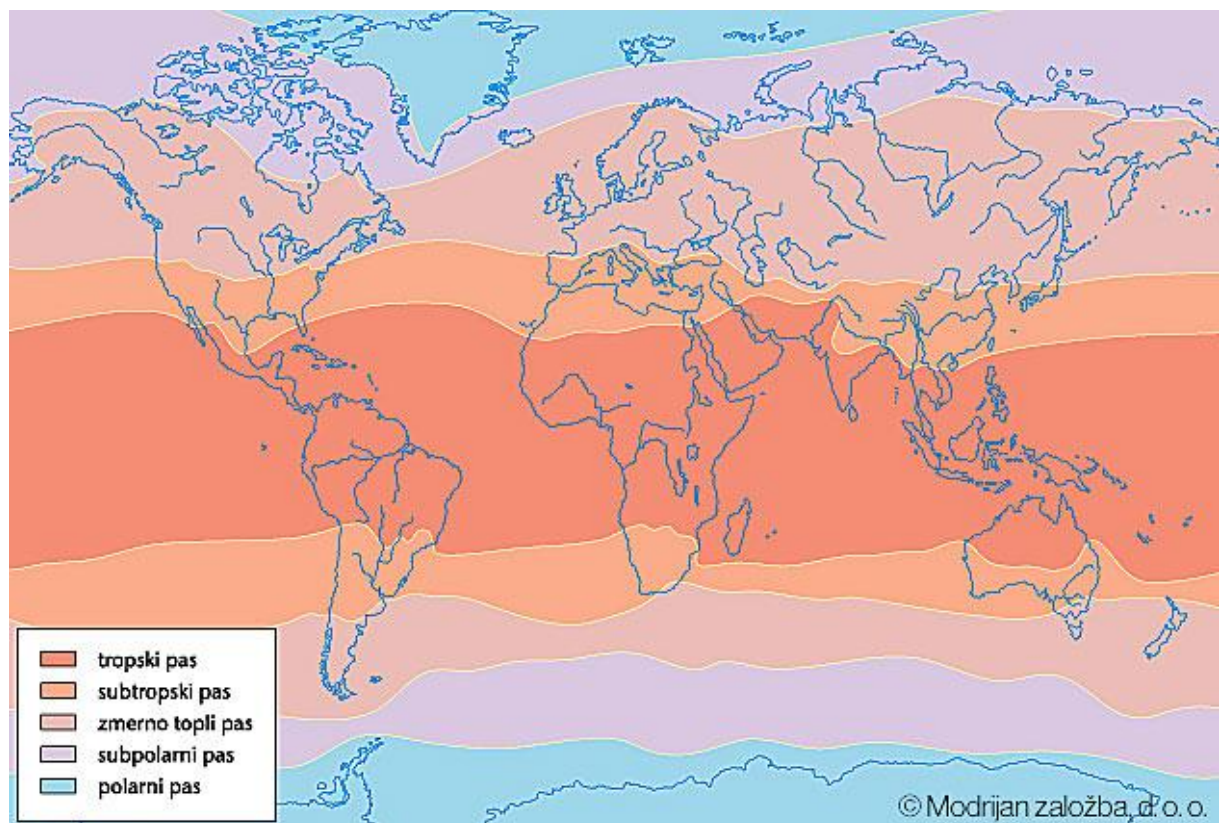 tropski pas
subtropski pas
zmerno topli pas
subpolarni pas
polarni pas
© Modrijan založba, d. o. o.